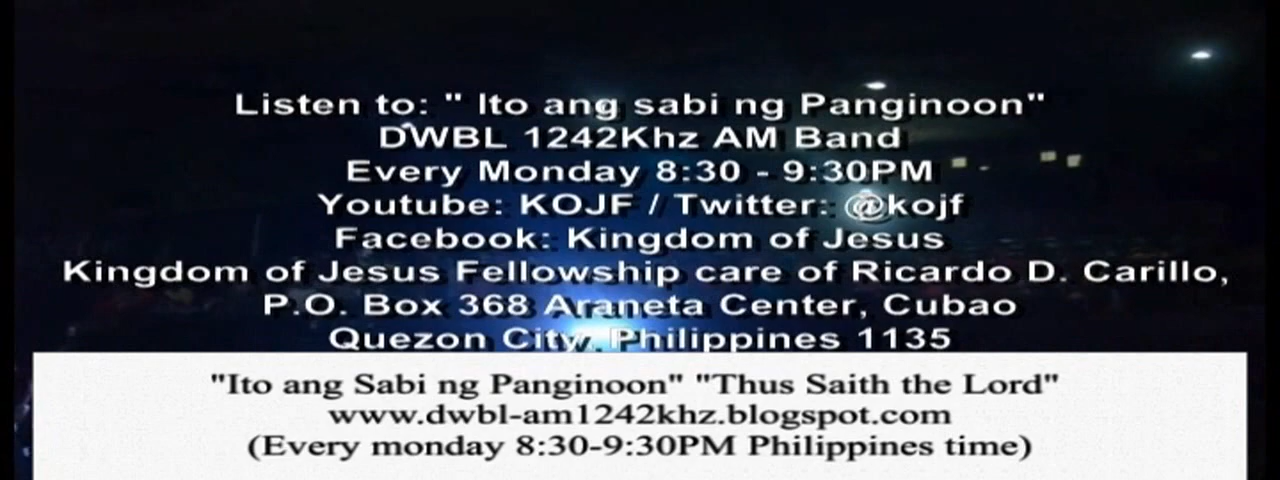 Listen to: " Ito ang sabi ng Panginoon"
DWBL 1242Khz AM Band
Every Monday 8:30 - 9:30PM
Youtube: KOJF / Twitter: @kojf
Facebook: Kingdom of Jesus
Kingdom of Jesus Fellowship care of Ricardo D. Carillo,
P.O. Box 368 Araneta Center, Cubao
Quezon City, Philippines 1135
"Ito ang Sabi ng Panginoon" "Thus Saith the Lord"
www.dwbl-am1242khz.blogspot.com
(Every monday 8:30-9:30PM Philippines time)